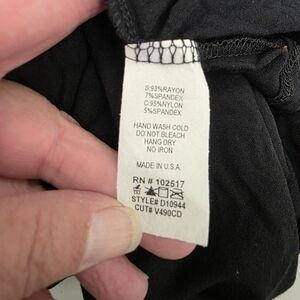 S:93%RAYON
7%SPANDEX
C:95%NYLON
5%SPANDEX
HAND WASH COLD
DO NOT BLEACH
HANG DRY
NO IRON
MADE IN U.S.A.
RN # 102517
STYLE# D10944
CUT# V490CD